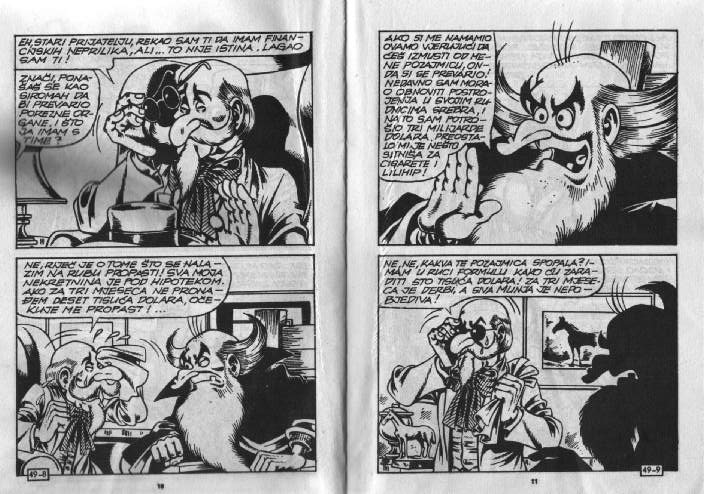 EH, STARI PRIJATELJU, REKAO SAM TI DA IMAM FINAN-
CIJSKIH NEPRILIKA, ALI... TO NIJE ISTINA. LAGAO
SAM TI!
ZNAČI, PONA-
ŠAŠ SE KAO
SIROMAH DA
BI PREVARIO
POREZNE OR-
GANE. I ŠTO
JA IMAM S
TIME?
NE, RIJEČ JE O TOME ŠTO SE NALA-
ZIM NA RUBU PROPASTI! SVA MOJA
NEKRETNINA JE POD HIPOTEKOM.
AKO ZA TRI MJESECA NE PRONA-
ĐEM DESET TISUĆA DOLARA, OČE-
KUJE ME PROPAST!...
49-8
10
AKO SI ME NAMAMIO
OVAMO VJERUJUĆI DA
ĆEŠ IZMUSTI OD ME-
NE POZAJMICU, ON-
DA SI SE PREVARIO!
NEDAVNO SAM MORA-
O OBNOVITI POSTRO-
JENJA U SVOJIM RU-
DNICIMA SREBRA, I
NA TO SAM POTRO-
ŠIO TRI MILIJARDE
DOLARA. PREOSTA-
LO MI JE NEŠTO
SITNIŠA ZA
CIGARETE I
LILIHIP!
NE, NE, KAKVA TE POZAJMICA SPOPALA? I-
MAM U RUCI FORMULU KAKO ĆU ZARA-
DITI STO TISUĆA DOLARA! ZA TRI MJESE-
CA JE DERBI, A SVA MUNJA JE NEPO-
BJEDIVA!
49-9
11